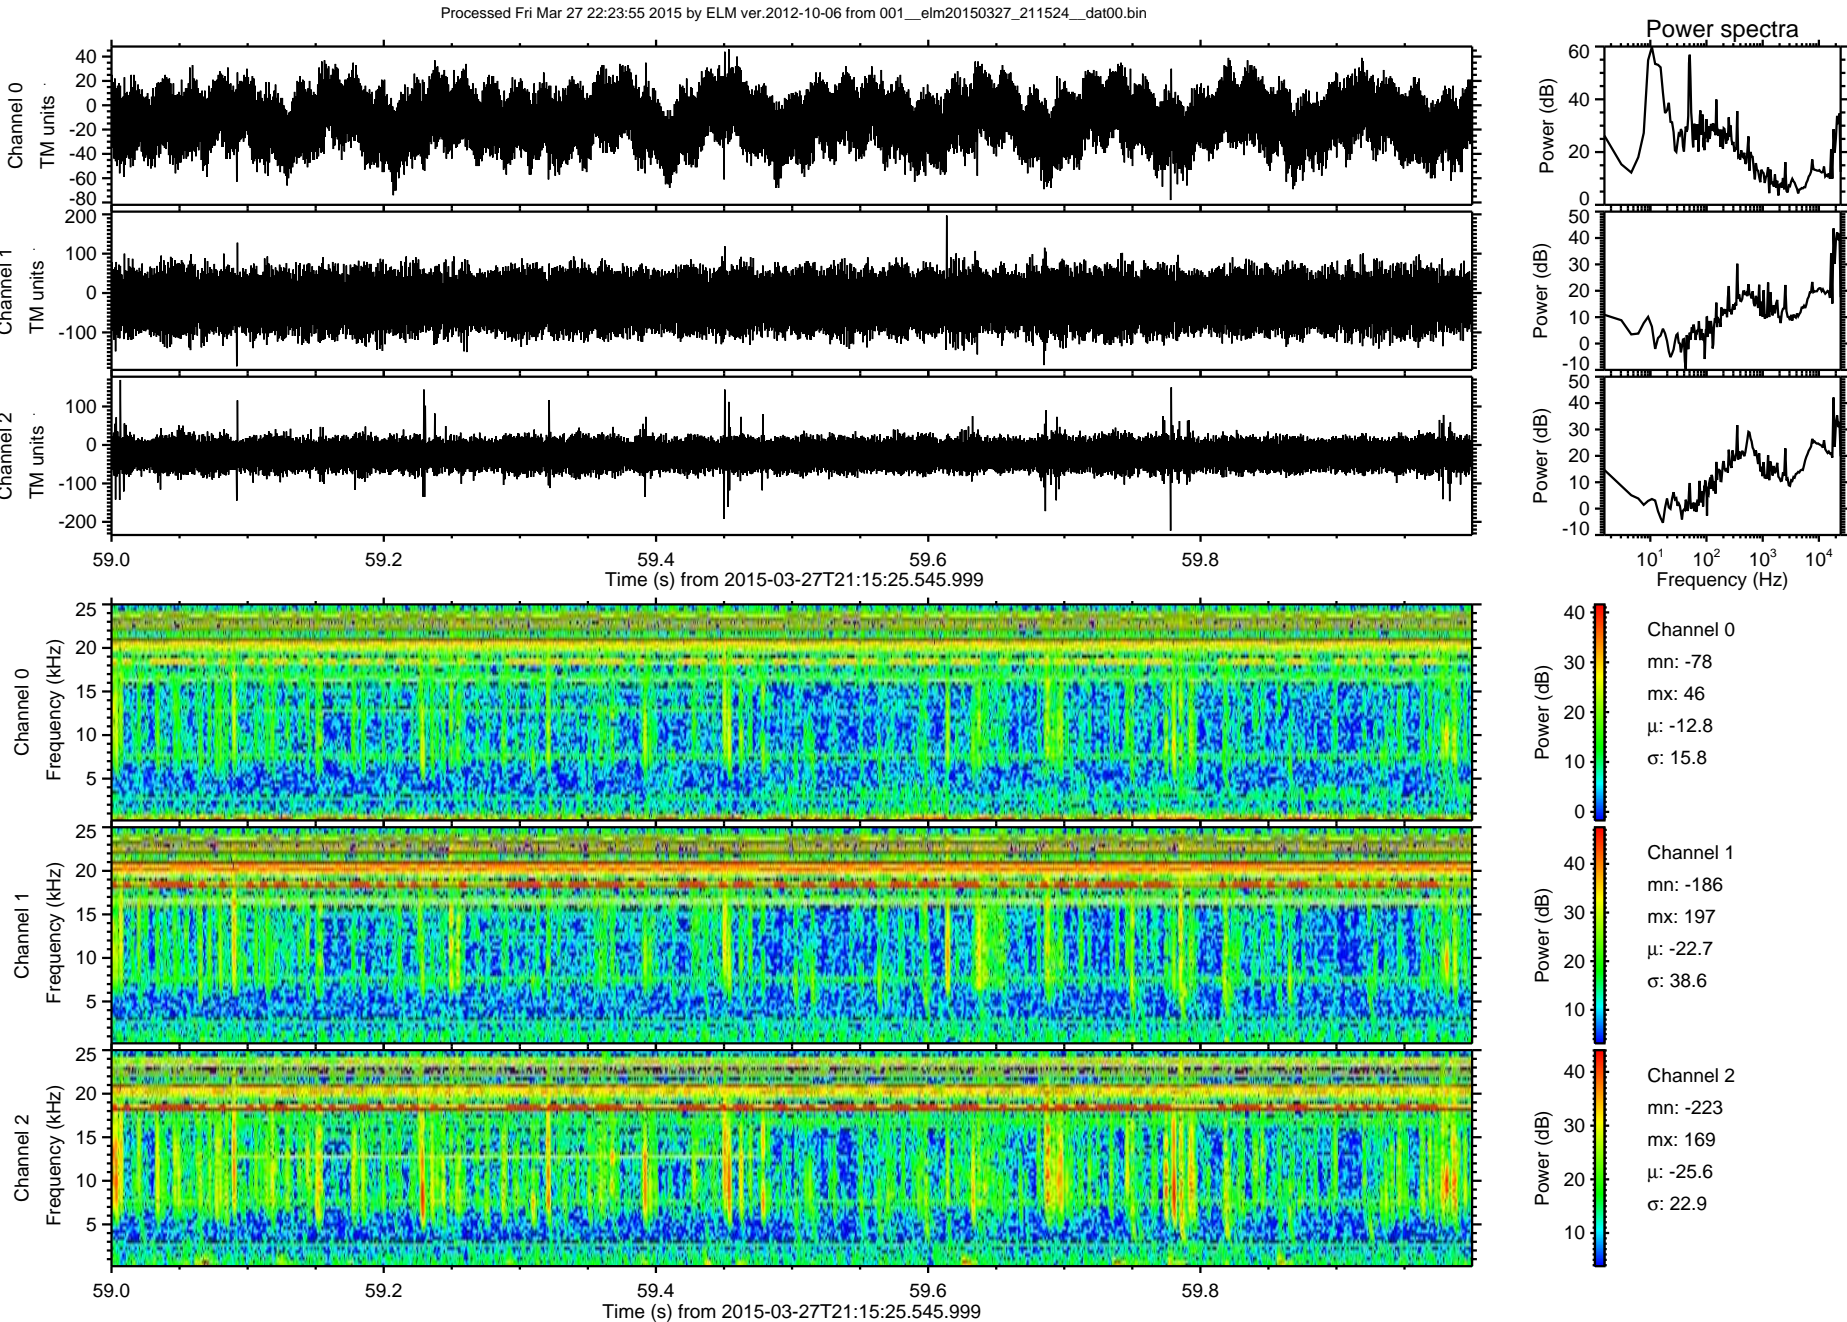 Processed Fri Mar 27 22:23:55 2015 by ELM ver.2012-10-06 from 001__elm20150327_211524__dat00.bin
Power spectra
Channel 0
TM units
40
20
0
-20
-40
-60
-80
Power (dB)
60
40
20
0
Channel 1
TM units
200
100
0
-100
Power (dB)
50
40
30
20
10
0
-10
Channel 2
TM units
100
0
-100
-200
Power (dB)
50
40
30
20
10
0
-10
59.0 59.2 59.4 59.6 59.8
Time (s) from 2015-03-27T21:15:25.545.999
10^1 10^2 10^3 10^4
Frequency (Hz)
Channel 0
Frequency (kHz)
25
20
15
10
5
Power (dB)
40
30
20
10
0
Channel 0
mn: -78
mx: 46
μ: -12.8
σ: 15.8
Channel 1
Frequency (kHz)
25
20
15
10
5
Power (dB)
40
30
20
10
Channel 1
mn: -186
mx: 197
μ: -22.7
σ: 38.6
Channel 2
Frequency (kHz)
25
20
15
10
5
Power (dB)
40
30
20
10
Channel 2
mn: -223
mx: 169
μ: -25.6
σ: 22.9
59.0 59.2 59.4 59.6 59.8
Time (s) from 2015-03-27T21:15:25.545.999